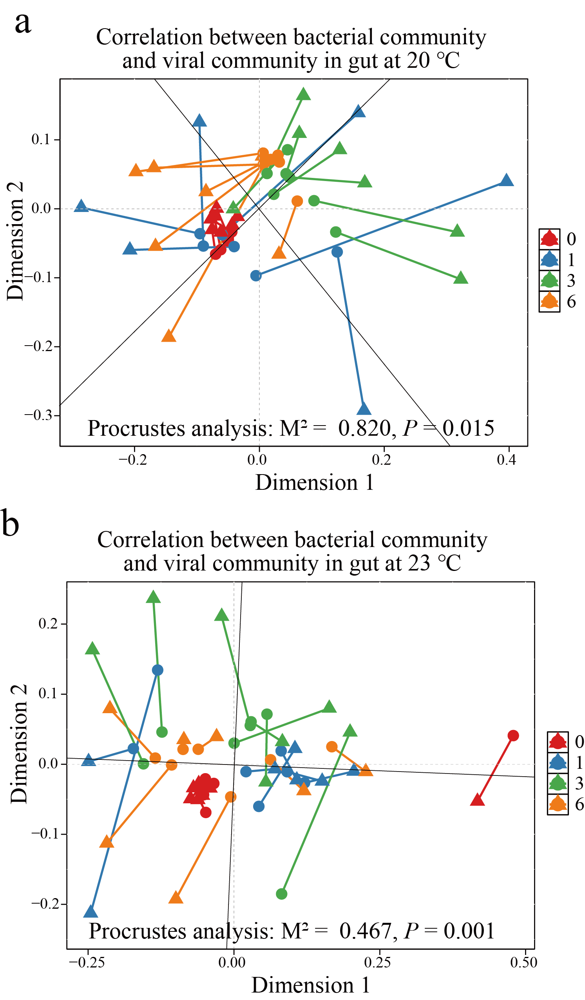 a
Correlation between bacterial community
and viral community in gut at 20 °C
Dimension 2
0.1
0.0
−0.1
−0.2
−0.3
0
1
3
6
Procrustes analysis: M² = 0.820, P = 0.015
−0.2
0.0
0.2
0.4
Dimension 1
b
Correlation between bacterial community
and viral community in gut at 23 °C
Dimension 2
0.2
0.1
0.0
−0.1
−0.2
0
1
3
6
Procrustes analysis: M² = 0.467, P = 0.001
−0.25
0.00
0.25
0.50
Dimension 1